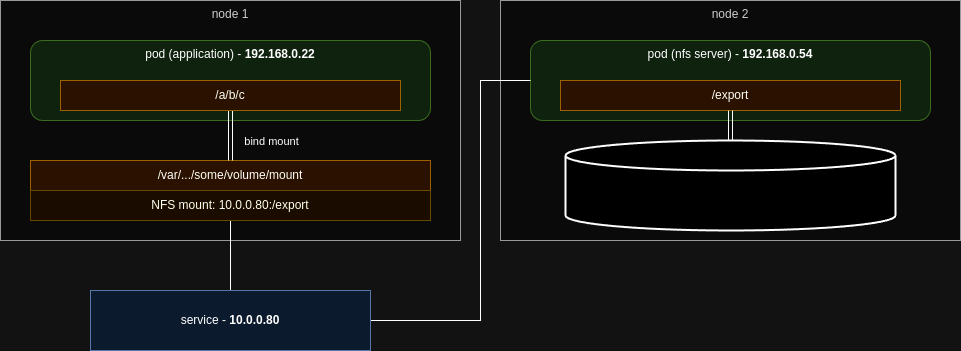 node 1
pod (application) - 192.168.0.22
/a/b/c
bind mount
/var/.../some/volume/mount
NFS mount: 10.0.0.80:/export
service - 10.0.0.80
node 2
pod (nfs server) - 192.168.0.54
/export